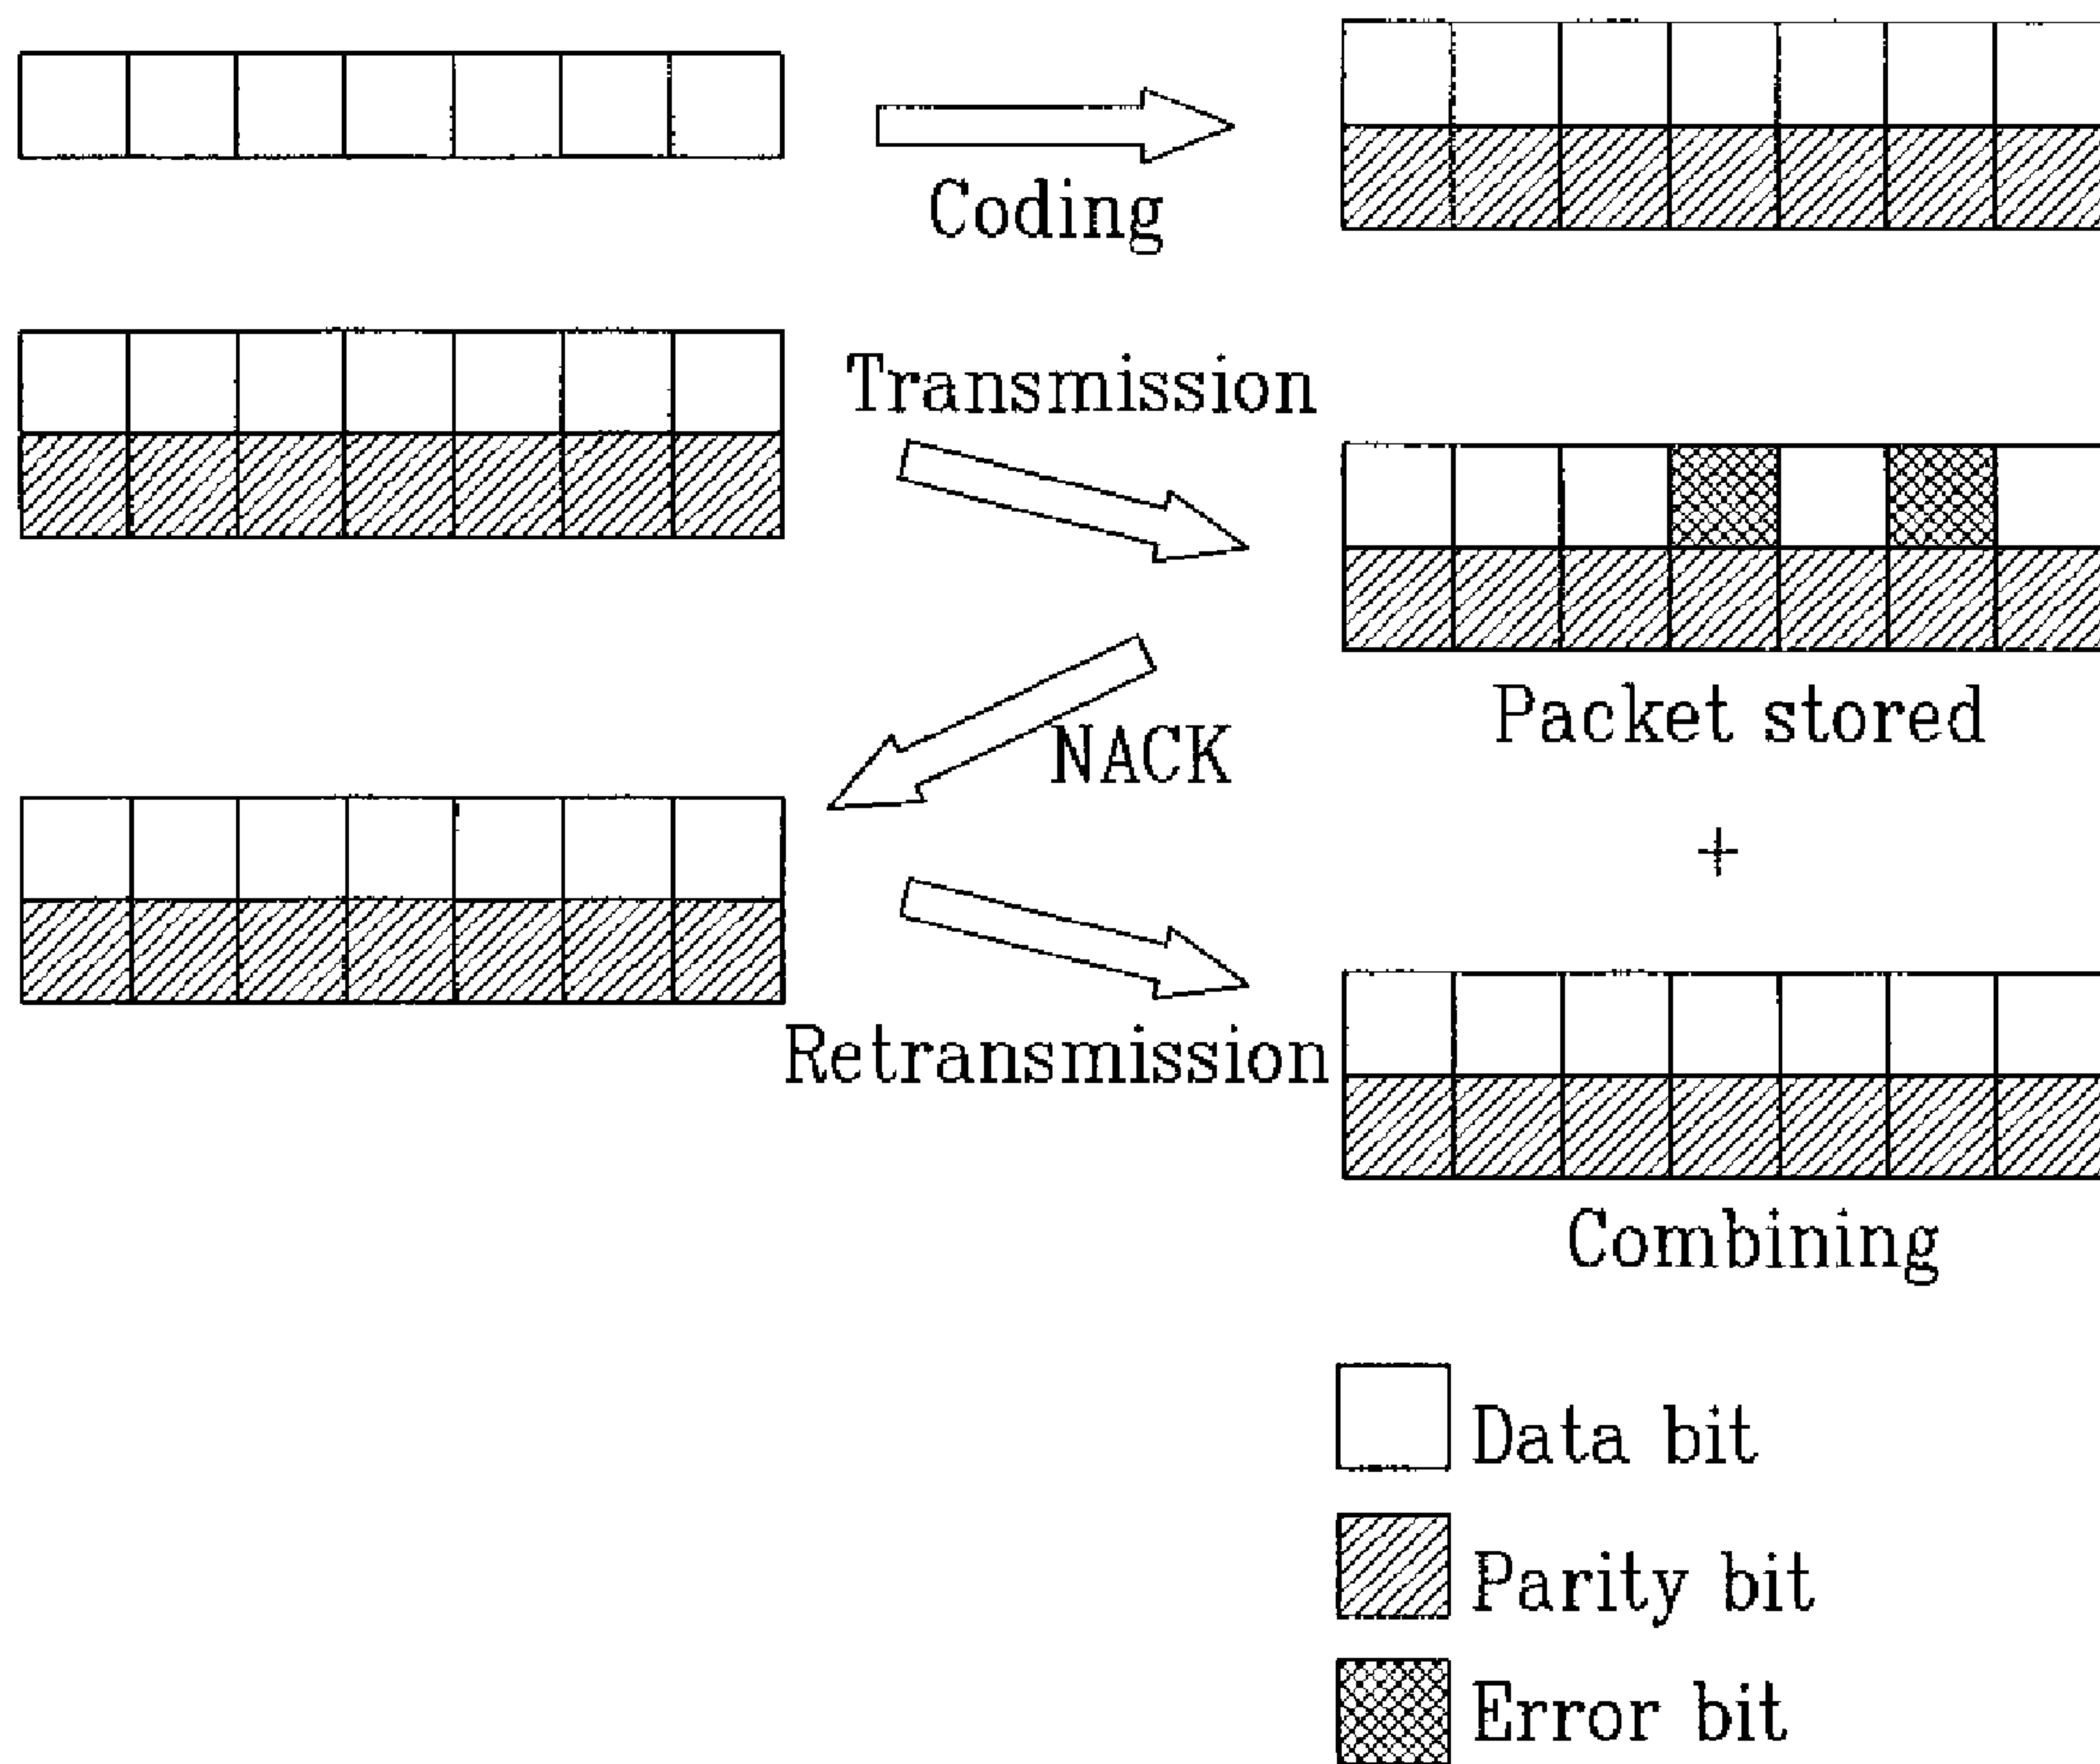 Coding
Transmission
Packet stored
NACK
+
Retransmission
Combining
Data bit
Parity bit
Error bit